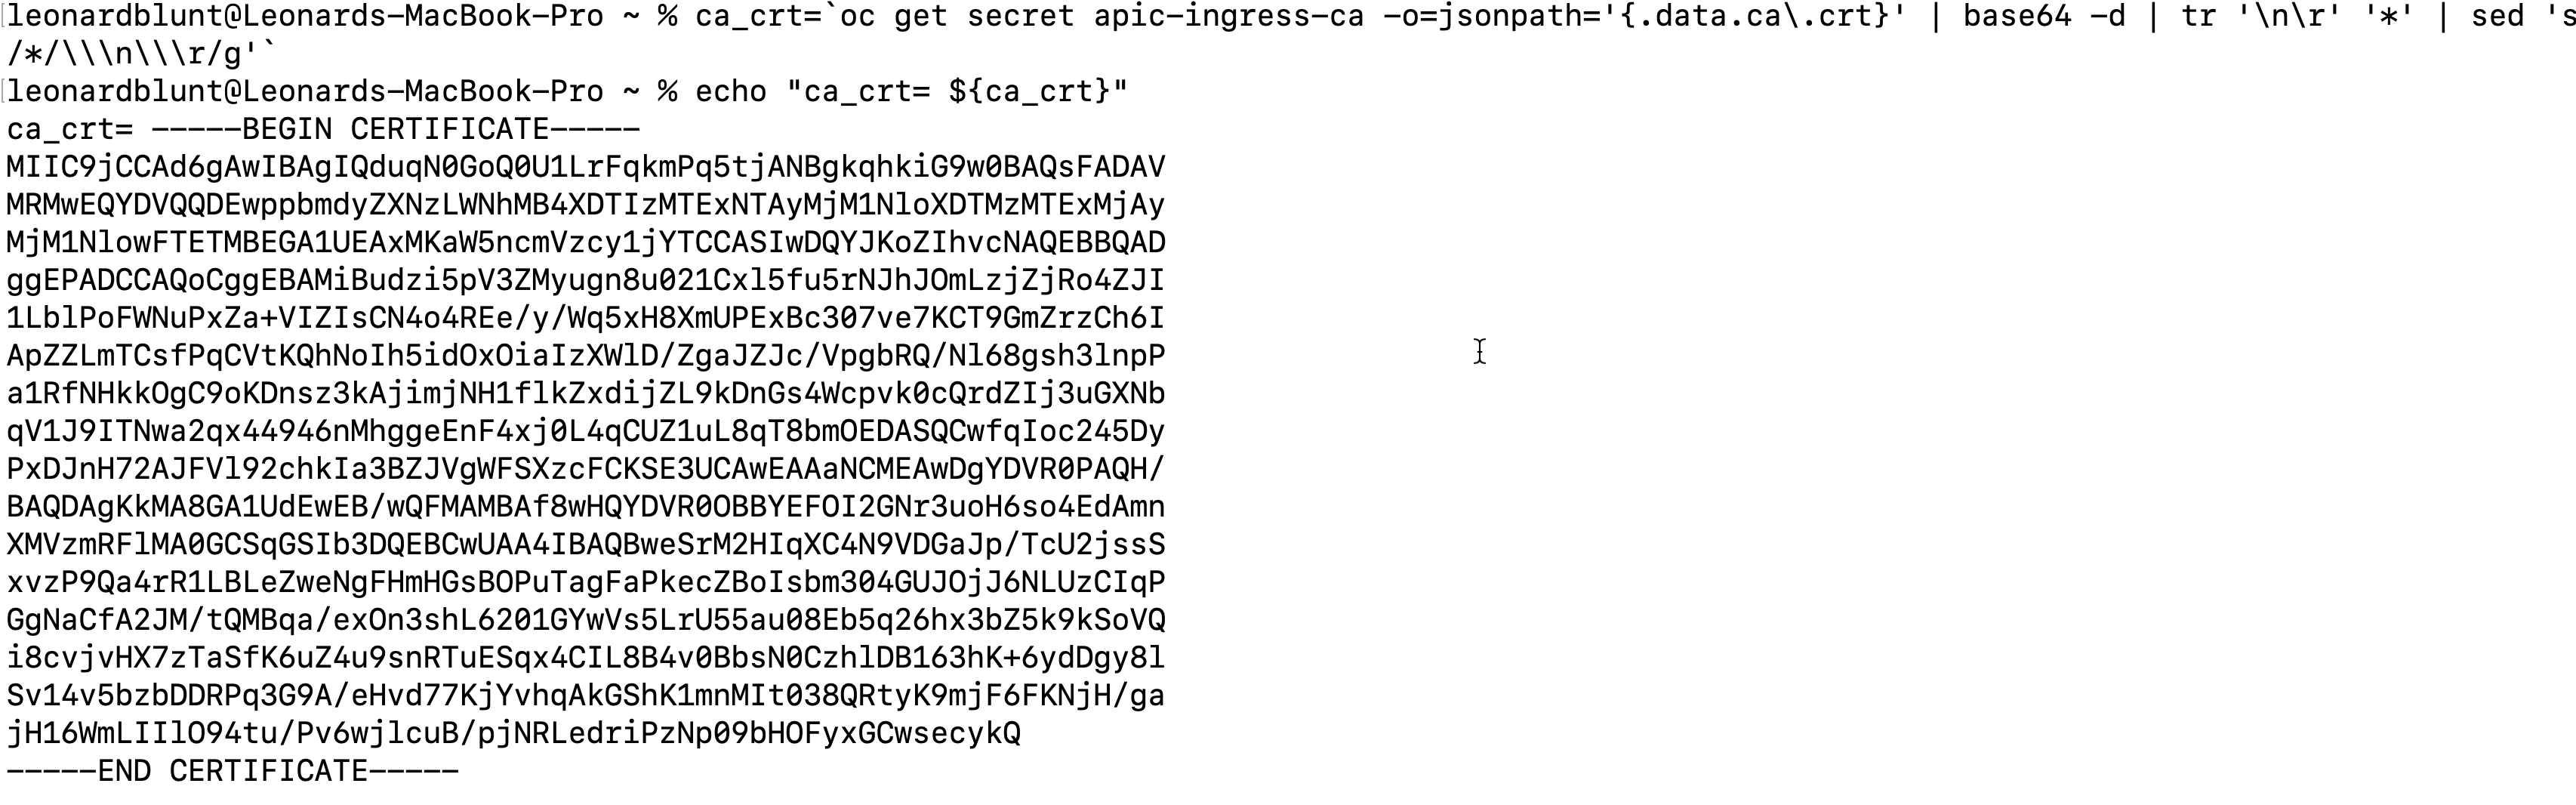 leonardblunt@Leonards-MacBook-Pro ~ % ca_crt=`oc get secret apic-ingress-ca -o=jsonpath='{.data.ca\.crt}' | base64 -d | tr '\n\r' '*' | sed 's
/*/\\\n\\\r/g'`
leonardblunt@Leonards-MacBook-Pro ~ % echo "ca_crt= ${ca_crt}"
ca_crt= -----BEGIN CERTIFICATE-----
MIIC9jCCAd6gAwIBAgIQduqN0GoQ0U1LrFqkmPq5tjANBgkqhkiG9w0BAQsFADAV
MRMwEQYDVQQDEwppbmdyZXNzLWNhMB4XDTIzMTExNTAyMjM1NloXDTMzMTExMjAy
MjM1NlowFTETMBEGA1UEAxMKaW5ncmVzcy1jYTCCASIwDQYJKoZIhvcNAQEBBQAD
ggEPADCCAQoCggEBAMiBudzi5pV3ZMyugn8u021Cxl5fu5rNJhJOmLzjZjRo4ZJI
1LblPoFWNuPxZa+VIZIsCN4o4REe/y/Wq5xH8XmUPExBc307ve7KCT9GmZrzCh6I
ApZZLmTCsfPqCVtKQhNoIh5idOxOiaIzXWlD/ZgaJZJc/VpgbRQ/Nl68gsh3lnpP
a1RfNHkkOgC9oKDnsz3kAjimjNH1flkZxdijZL9kDnGs4Wcpvk0cQrdZIj3uGXNb
qV1J9ITNwa2qx44946nMhggeEnF4xj0L4qCUZ1uL8qT8bmOEDASQCwfqIoc245Dy
PxDJnH72AJFVl92chkIa3BZJVgWFSXzcFCKSE3UCAwEAAaNCMEAwDgYDVR0PAQH/
BAQDAgKkMA8GA1UdEwEB/wQFMAMBAf8wHQYDVR0OBBYEFOI2GNr3uoH6so4EdAmn
XMVzmRFlMA0GCSqGSIb3DQEBCwUAA4IBAQBweSrM2HIqXC4N9VDGaJp/TcU2jssS
xvzP9Qa4rR1LBLeZweNgFHmHGsBOPuTagFaPkecZBoIsbm304GUJOjJ6NLUzCIqP
GgNaCfA2JM/tQMBqa/exOn3shL6201GYwVs5LrU55au08Eb5q26hx3bZ5k9kSoVQ
i8cvjvHX7zTaSfK6uZ4u9snRTuESqx4CIL8B4v0BbsN0CzhlDB163hK+6ydDgy8l
Sv14v5bzbDDRPq3G9A/eHvd77KjYvhqAkGShK1mnMIt038QRtyK9mjF6FKNjH/ga
jH16WmLIIlO94tu/Pv6wjlcuB/pjNRLedriPzNp09bHOFyxGCwsecykQ
-----END CERTIFICATE-----